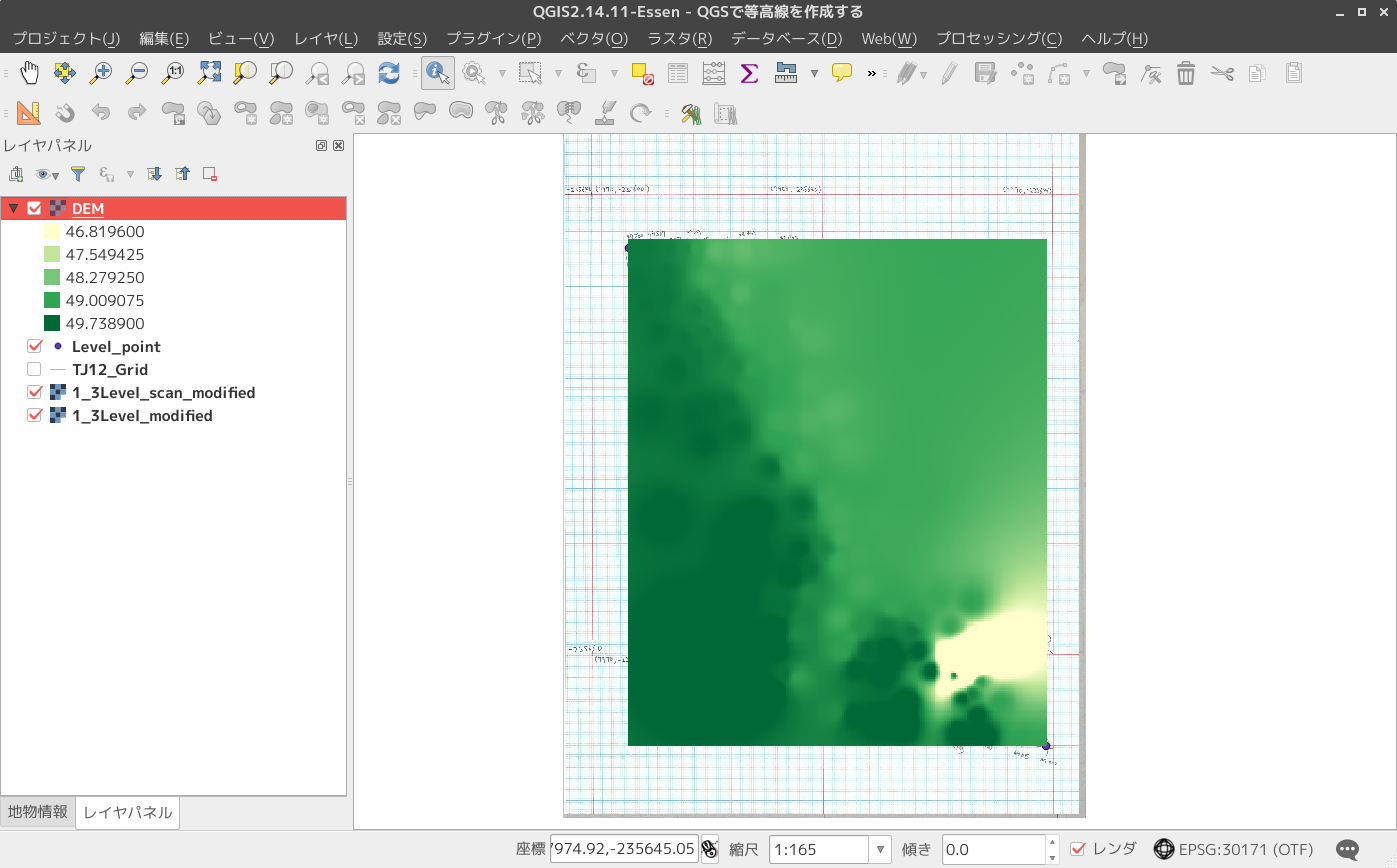 QGIS2.14.11-Essen - QGSで等高線を作成する
プロジェクト(J) 編集(E) ビュー(V) レイヤ(L) 設定(S) プラグイン(P) ベクタ(O) ラスタ(R) データベース(D) Web(W) プロセッシング(C) ヘルプ(H)
レイヤパネル
DEM
46.819600
47.549425
48.279250
49.009075
49.738900
Level_point
TJ12_Grid
1_3Level_scan_modified
1_3Level_modified
地物情報 レイヤパネル
座標 7974.92,-235645.05 縮尺 1:165 傾き 0.0 レンダ EPSG:30171 (OTF)